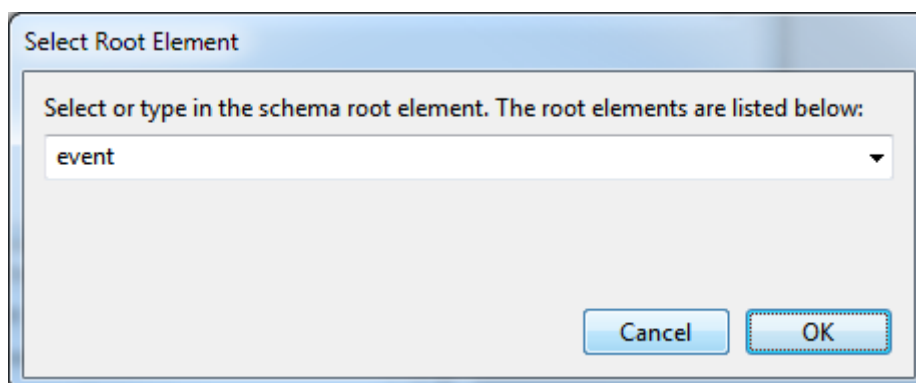 Select Root Element
Select or type in the schema root element. The root elements are listed below:
event
Cancel
OK